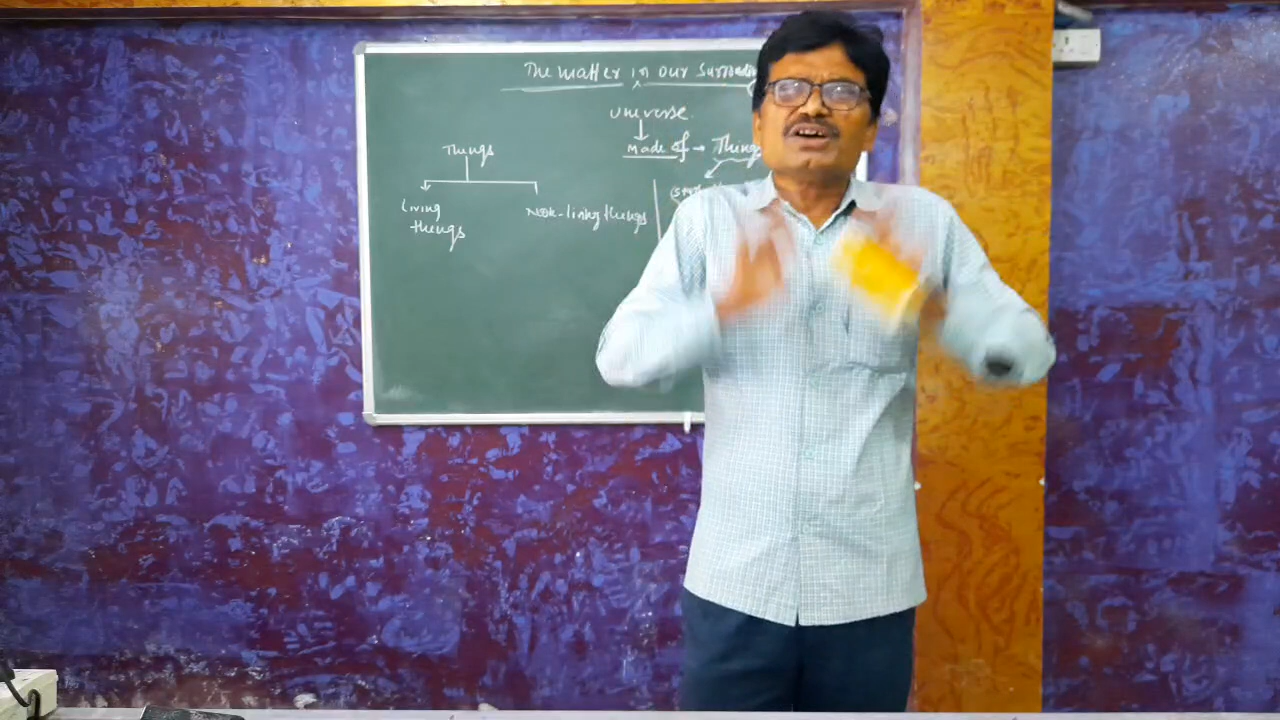 The matter in our
universe.
made of → Things
Things
Living
things
Non-living things